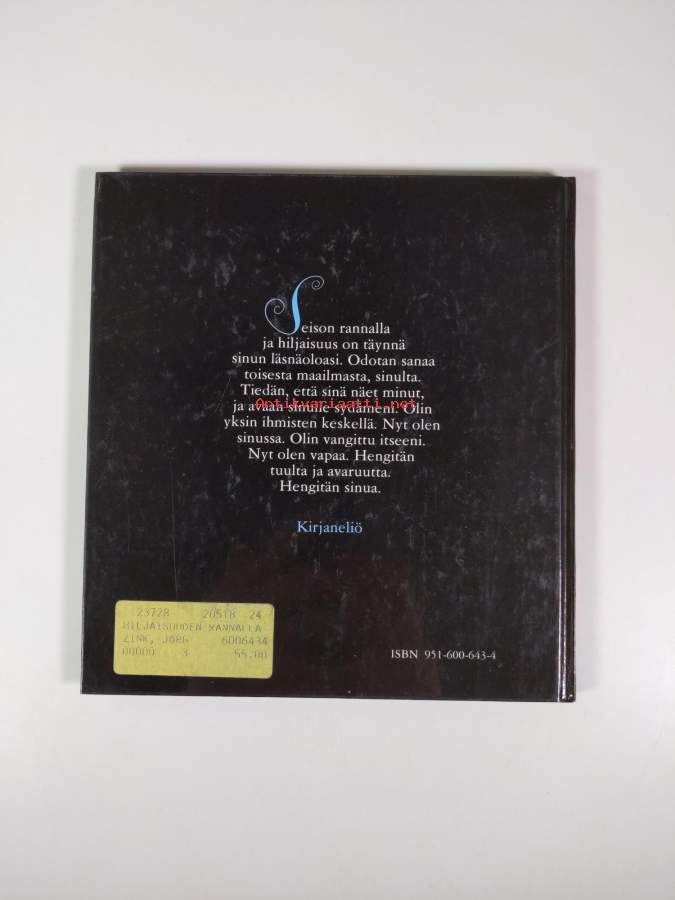 Seison rannalla
ja hiljaisuus on täynnä
sinun läsnäoloasi. Odotan sanaa
toisesta maailmasta, sinulta.
Tiedän, että sinä näet minut,
Antikvariaatti.net
ja avaan sinulle sydämeni. Olin
yksin ihmisten keskellä. Nyt olen
sinussa. Olin vangittu itseeni.
Nyt olen vapaa. Hengitän
tuulta ja avaruutta.
Hengitän sinua.
Kirjaneliö
23728 20518 24
HILJAISUUDEN RANNALLA
ZINK, JÖRG 6006434
00000 3 55.00
ISBN 951-600-643-4